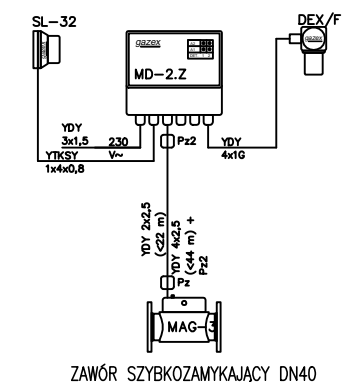 SL-32
DEX/F
gazex
MD-2.Z
gazex
YDY
3x1,5
230
V~
YTKSY
1x4x0,8
Pz2
YDY
4x1G
YDY 2x2,5
(<22 m)
YDY 4x2,5
(<44 m) +
Pz2
Pz
MAG-3
ZAWÓR SZYBKOZAMYKAJĄCY DN40